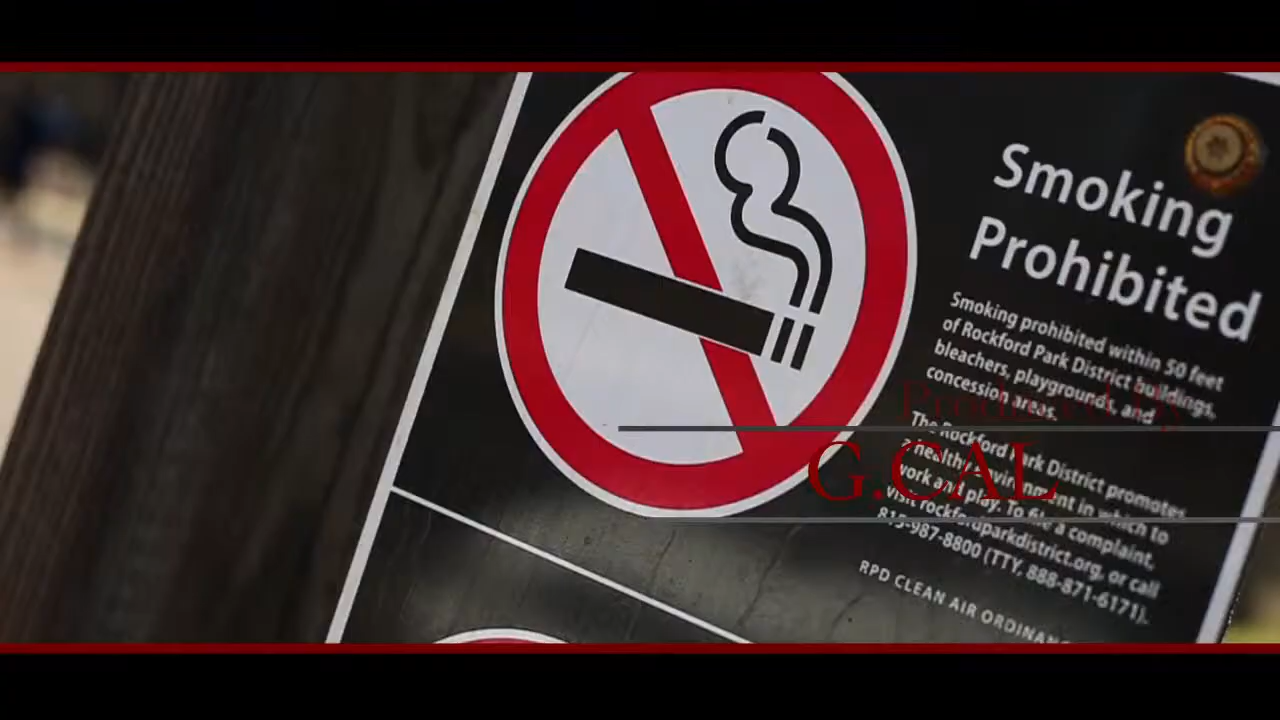 Smoking
Prohibited
Smoking prohibited within 50 feet
of Rockford Park District buildings,
bleachers, playgrounds, and
concession areas.
The Rockford Park District promotes
a healthy environment in which to
work and play. To file a complaint,
visit rockfordparkdistrict.org, or call
815-987-8800 (TTY, 888-871-6171).
RPD CLEAN AIR ORDINANC
Produced By
G.CAL